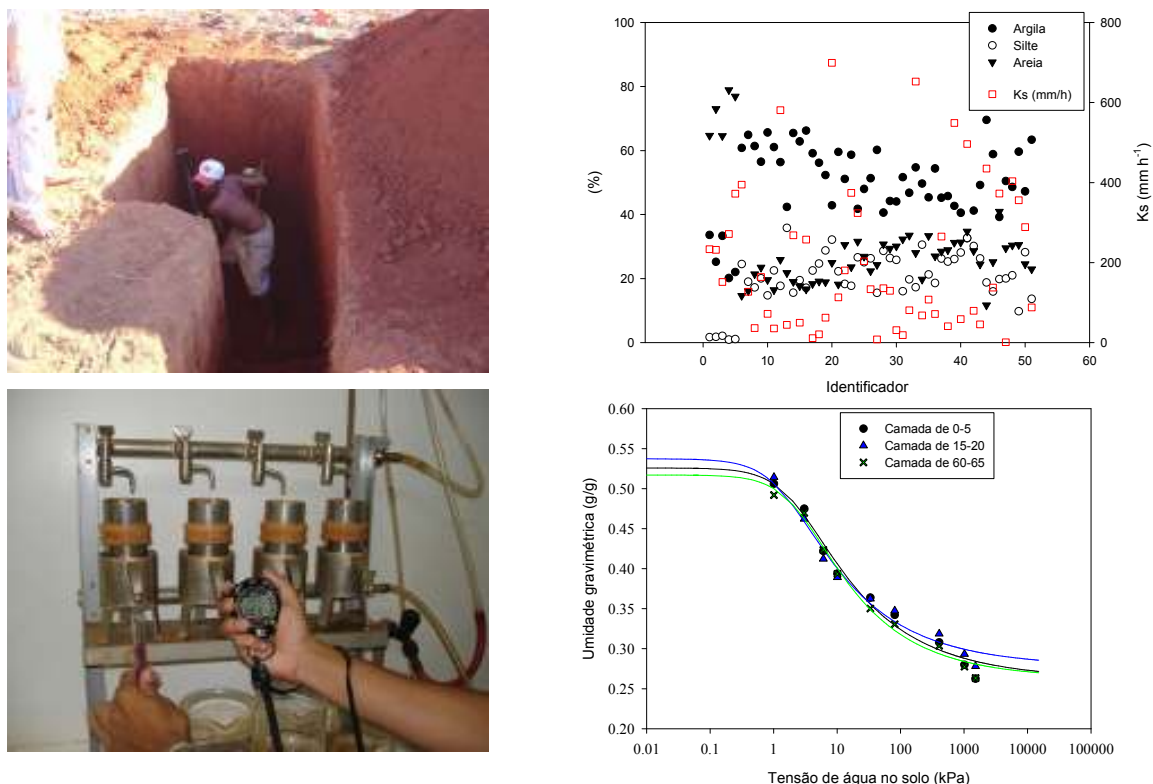 100
80
60
40
20
0
(%)
800
600
400
200
0
Ks (mm h-1)
Argila
Silte
Areia
Ks (mm/h)
0 10 20 30 40 50 60
Identificador
0.60
0.55
0.50
0.45
0.40
0.35
0.30
0.25
0.20
Umidade gravimétrica (g/g)
Camada de 0-5
Camada de 15-20
Camada de 60-65
0.01 0.1 1 10 100 1000 10000 100000
Tensão de água no solo (kPa)